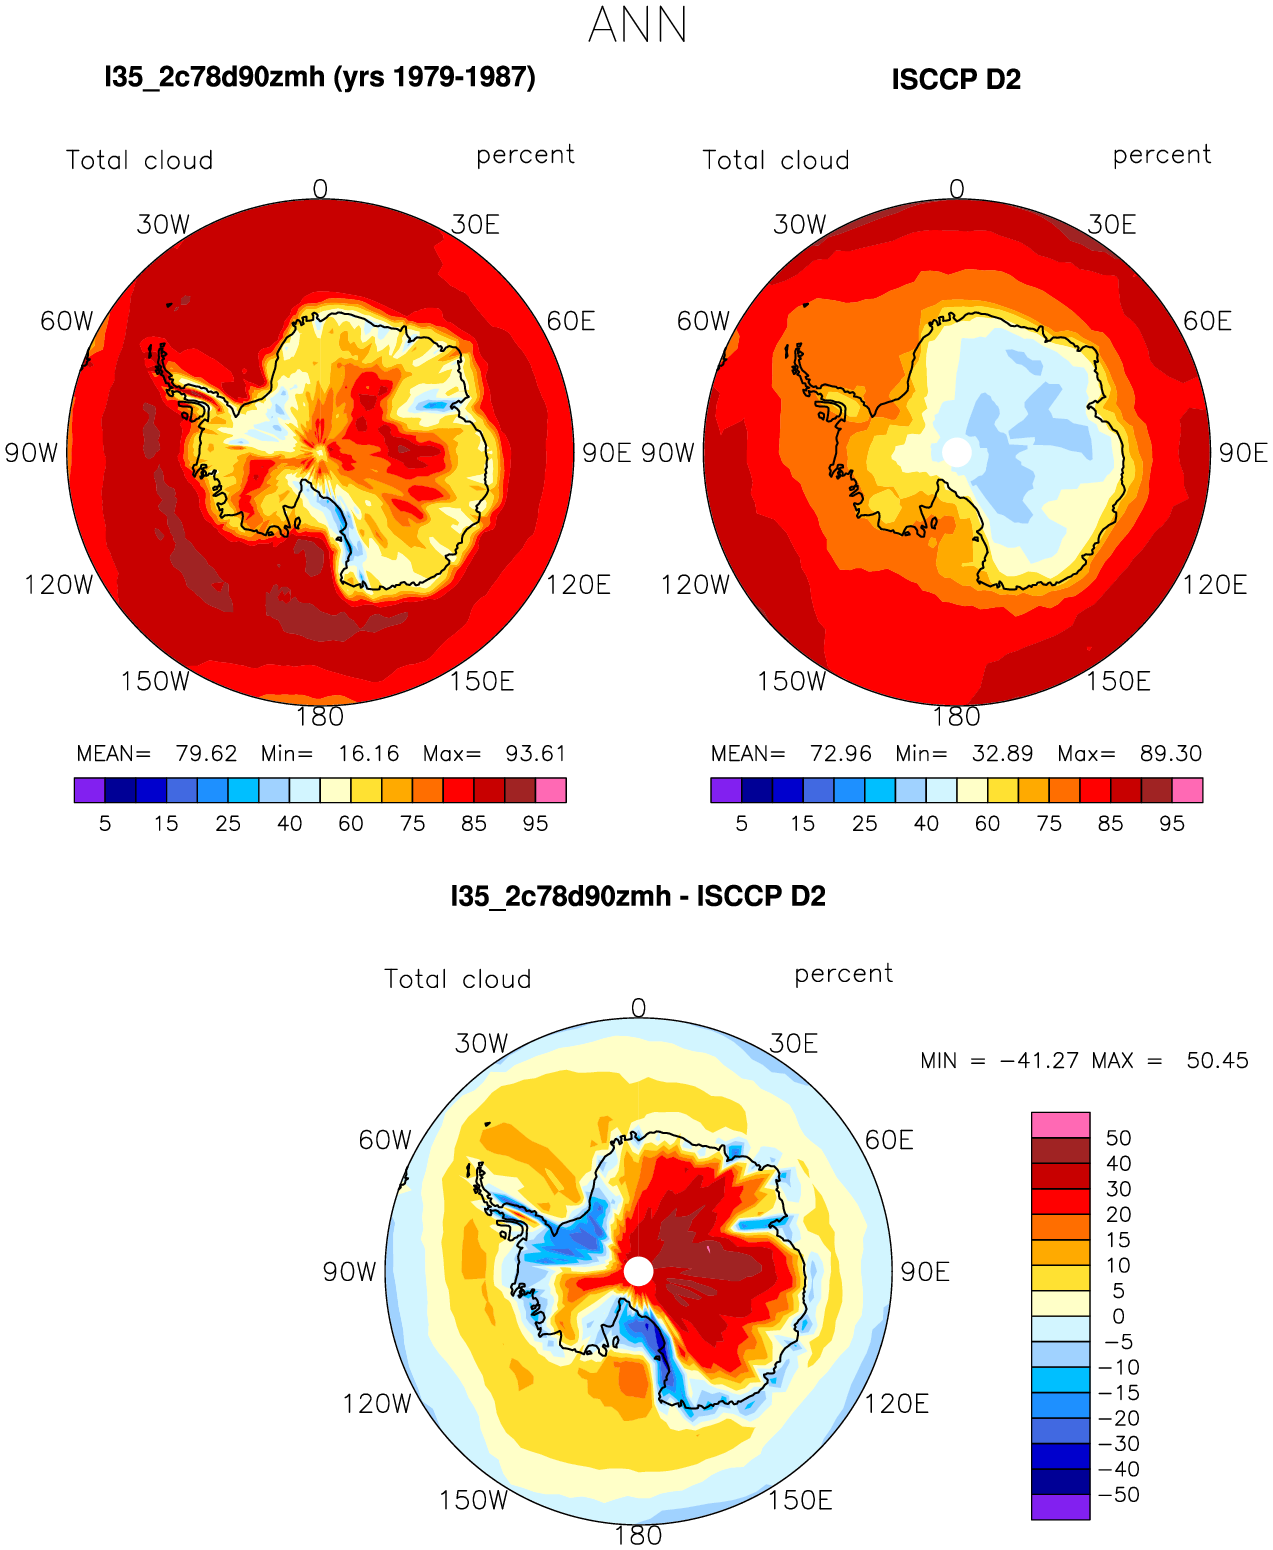 ANN
I35_2c78d90zmh (yrs 1979-1987)
ISCCP D2
Total cloud percent
0
30W 30E
60W 60E
90W 90E
120W 120E
150W 150E
180
MEAN= 79.62 Min= 16.16 Max= 93.61
5 15 25 40 60 75 85 95
Total cloud percent
0
30W 30E
60W 60E
90W 90E
120W 120E
150W 150E
180
MEAN= 72.96 Min= 32.89 Max= 89.30
5 15 25 40 60 75 85 95
I35_2c78d90zmh - ISCCP D2
Total cloud percent
0
30W 30E
60W 60E
90W 90E
120W 120E
150W 150E
180
MIN = -41.27 MAX = 50.45
50
40
30
20
15
10
5
0
-5
-10
-15
-20
-30
-40
-50